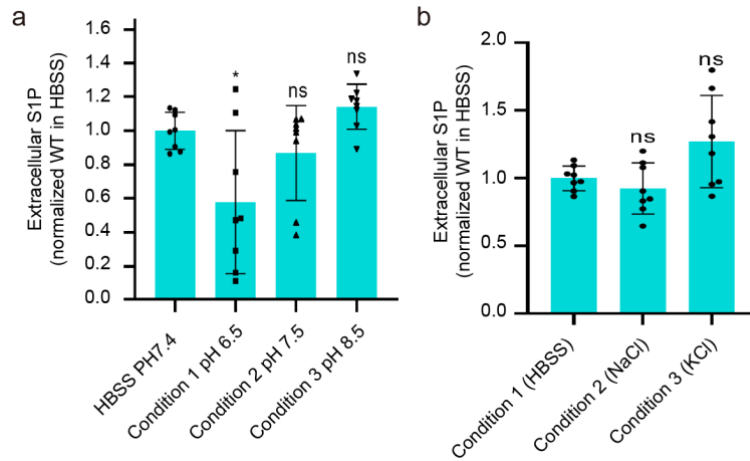 a
Extracellular S1P
(normalized WT in HBSS)
1.6
1.4
1.2
1.0
0.8
0.6
0.4
0.2
0.0
*
ns
ns
HBSS PH7.4
Condition 1 pH 6.5
Condition 2 pH 7.5
Condition 3 pH 8.5
b
Extracellular S1P
(normalized WT in HBSS)
2.0
1.5
1.0
0.5
0.0
ns
ns
Condition 1 (HBSS)
Condition 2 (NaCl)
Condition 3 (KCl)